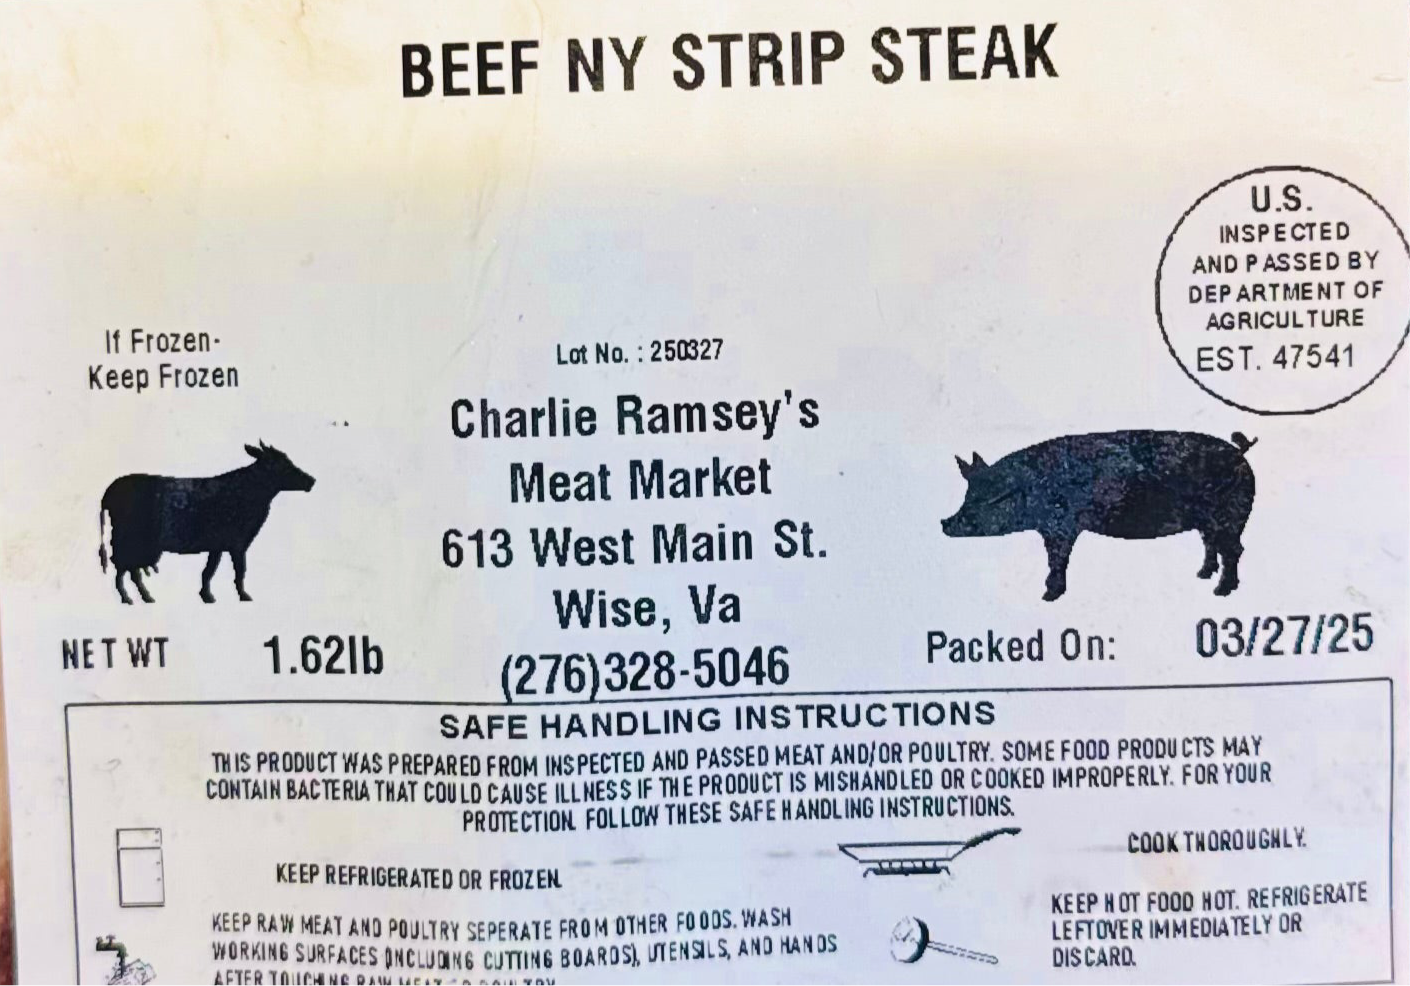 BEEF NY STRIP STEAK
U.S.
INSPECTED
AND PASSED BY
DEPARTMENT OF
AGRICULTURE
EST. 47541
If Frozen-
Keep Frozen
Lot No. : 250327
Charlie Ramsey's
Meat Market
613 West Main St.
Wise, Va
(276)328-5046
NET WT 1.62lb
Packed On: 03/27/25
SAFE HANDLING INSTRUCTIONS
THIS PRODUCT WAS PREPARED FROM INSPECTED AND PASSED MEAT AND/OR POULTRY. SOME FOOD PRODUCTS MAY
CONTAIN BACTERIA THAT COULD CAUSE ILLNESS IF THE PRODUCT IS MISHANDLED OR COOKED IMPROPERLY. FOR YOUR
PROTECTION. FOLLOW THESE SAFE HANDLING INSTRUCTIONS.
KEEP REFRIGERATED OR FROZEN.
COOK THOROUGHLY.
KEEP RAW MEAT AND POULTRY SEPERATE FROM OTHER FOODS. WASH
WORKING SURFACES (INCLUDING CUTTING BOARDS), UTENSILS, AND HANDS
AFTER TOUCHING RAW MEAT
KEEP HOT FOOD HOT. REFRIGERATE
LEFTOVER IMMEDIATELY OR
DISCARD.